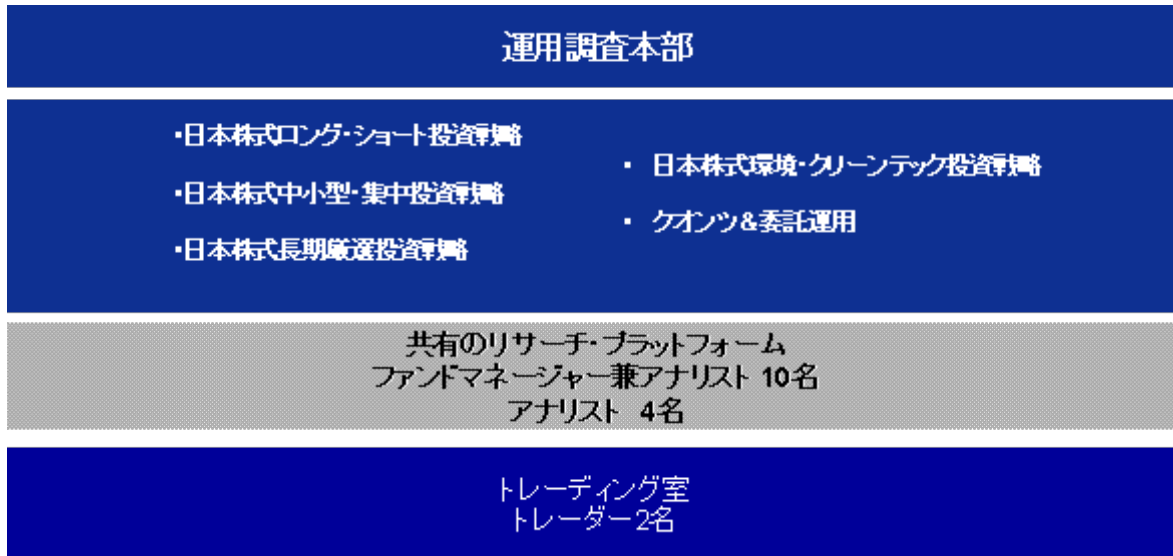 運用調査本部
・日本株式ロング・ショート投資戦略
・日本株式中小型・集中投資戦略
・日本株式長期厳選投資戦略
・ 日本株式環境・クリーンテック投資戦略
・ クオンツ&委託運用
共有のリサーチ・プラットフォーム
ファンドマネージャー兼アナリスト 10名
アナリスト 4名
トレーディング室
トレーダー2名